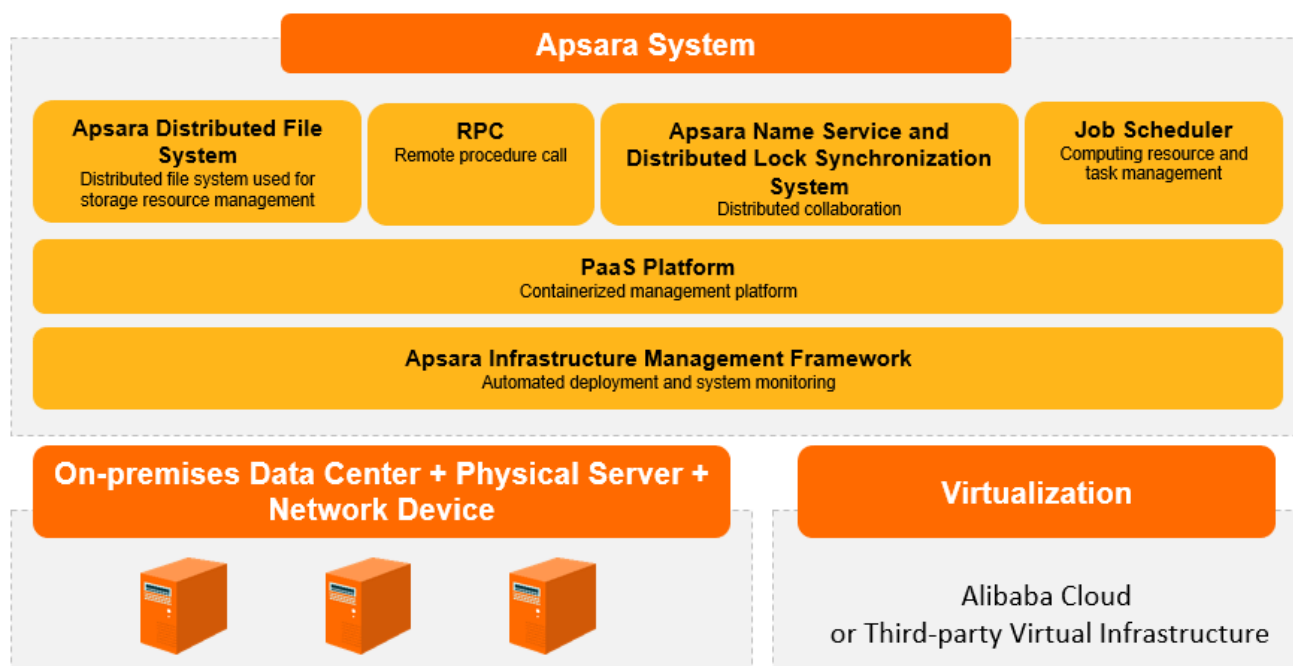 Apsara System
Apsara Distributed File
System
Distributed file system used for
storage resource management
RPC
Remote procedure call
Apsara Name Service and
Distributed Lock Synchronization
System
Distributed collaboration
Job Scheduler
Computing resource and
task management
PaaS Platform
Containerized management platform
Apsara Infrastructure Management Framework
Automated deployment and system monitoring
On-premises Data Center + Physical Server +
Network Device
Virtualization
Alibaba Cloud
or Third-party Virtual Infrastructure